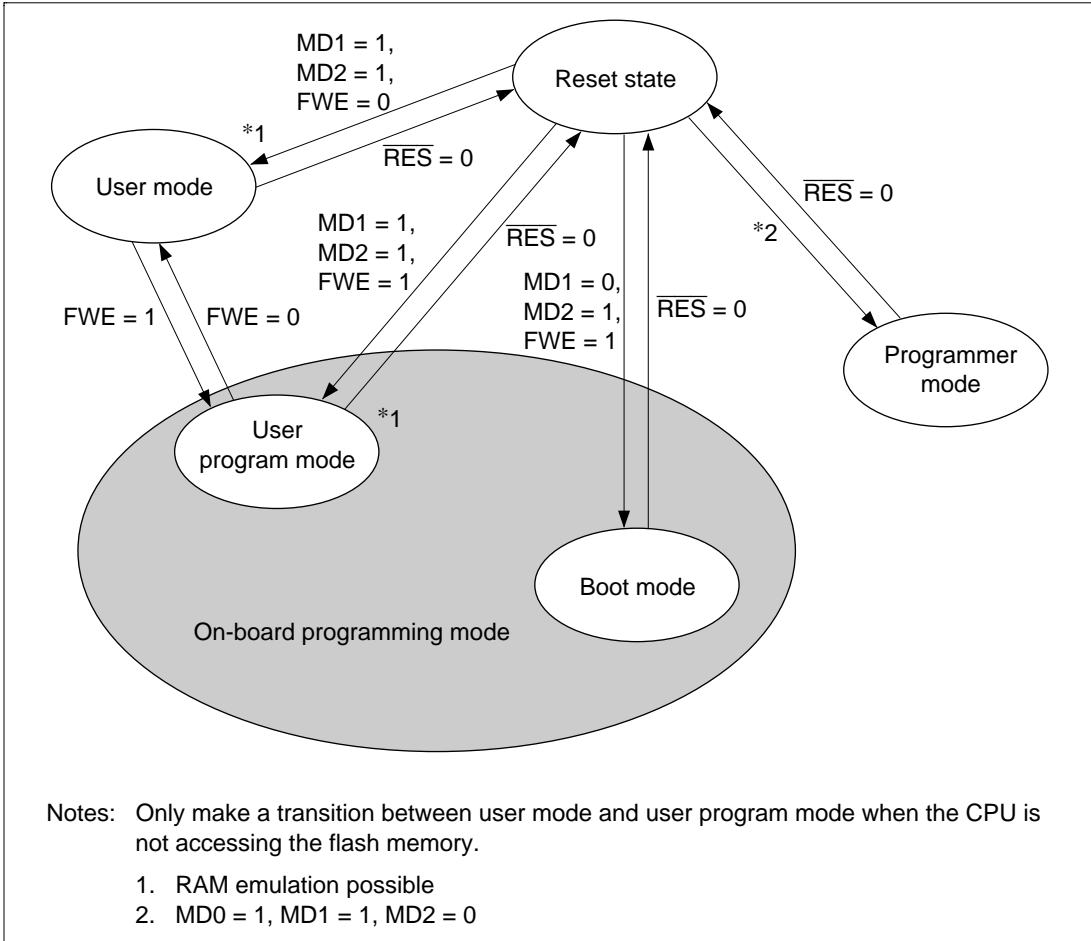 MD1 = 1,
MD2 = 1,
FWE = 0
Reset state
*1
RES = 0
User mode
RES = 0
*2
MD1 = 1,
MD2 = 1,
FWE = 1
RES = 0
MD1 = 0,
MD2 = 1,
FWE = 1
RES = 0
FWE = 1
FWE = 0
Programmer
mode
*1
User
program mode
Boot mode
On-board programming mode
Notes: Only make a transition between user mode and user program mode when the CPU is
not accessing the flash memory.
1. RAM emulation possible
2. MD0 = 1, MD1 = 1, MD2 = 0